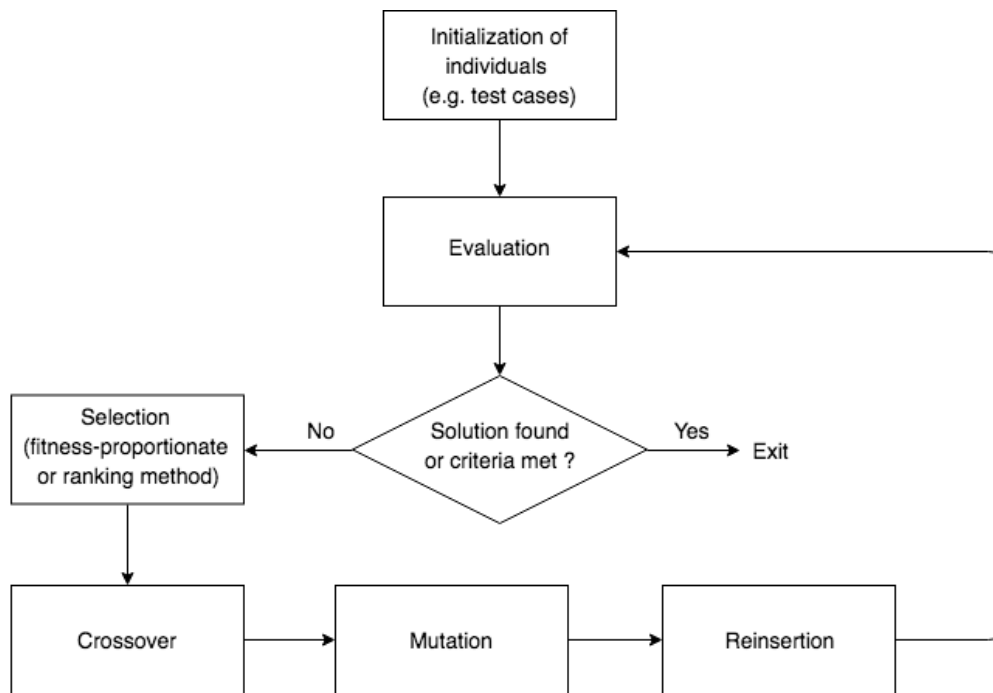 Initialization of
individuals
(e.g. test cases)
Evaluation
Solution found
or criteria met ?
No
Yes
Exit
Selection
(fitness-proportionate
or ranking method)
Crossover
Mutation
Reinsertion